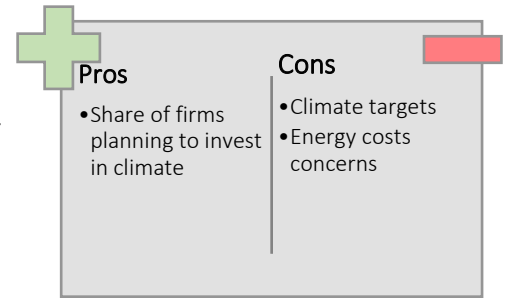 Pros
•Share of firms
planning to invest
in climate
Cons
•Climate targets
•Energy costs
concerns